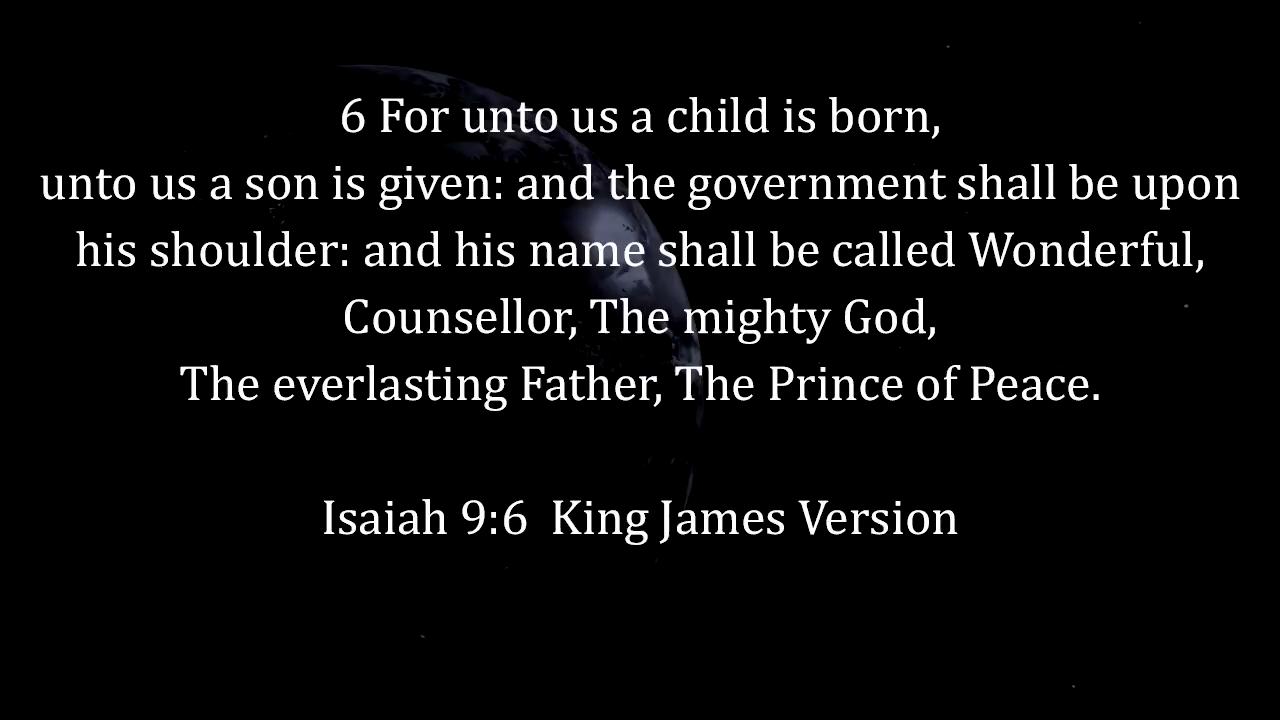 6 For unto us a child is born,
unto us a son is given: and the government shall be upon
his shoulder: and his name shall be called Wonderful,
Counsellor, The mighty God,
The everlasting Father, The Prince of Peace.
Isaiah 9:6  King James Version